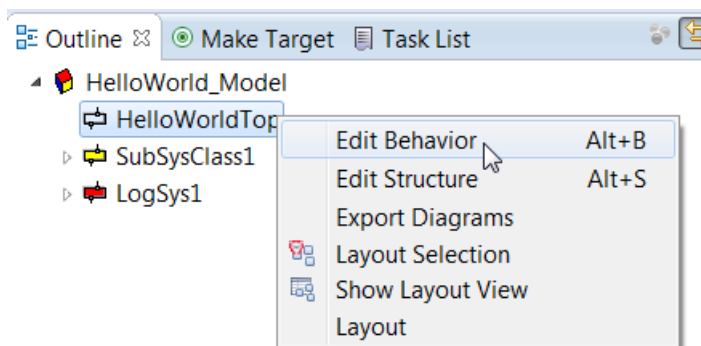 Outline Make Target Task List
HelloWorld_Model
HelloWorldTop
Edit Behavior Alt+B
SubSysClass1
Edit Structure Alt+S
LogSys1
Export Diagrams
Layout Selection
Show Layout View
Layout